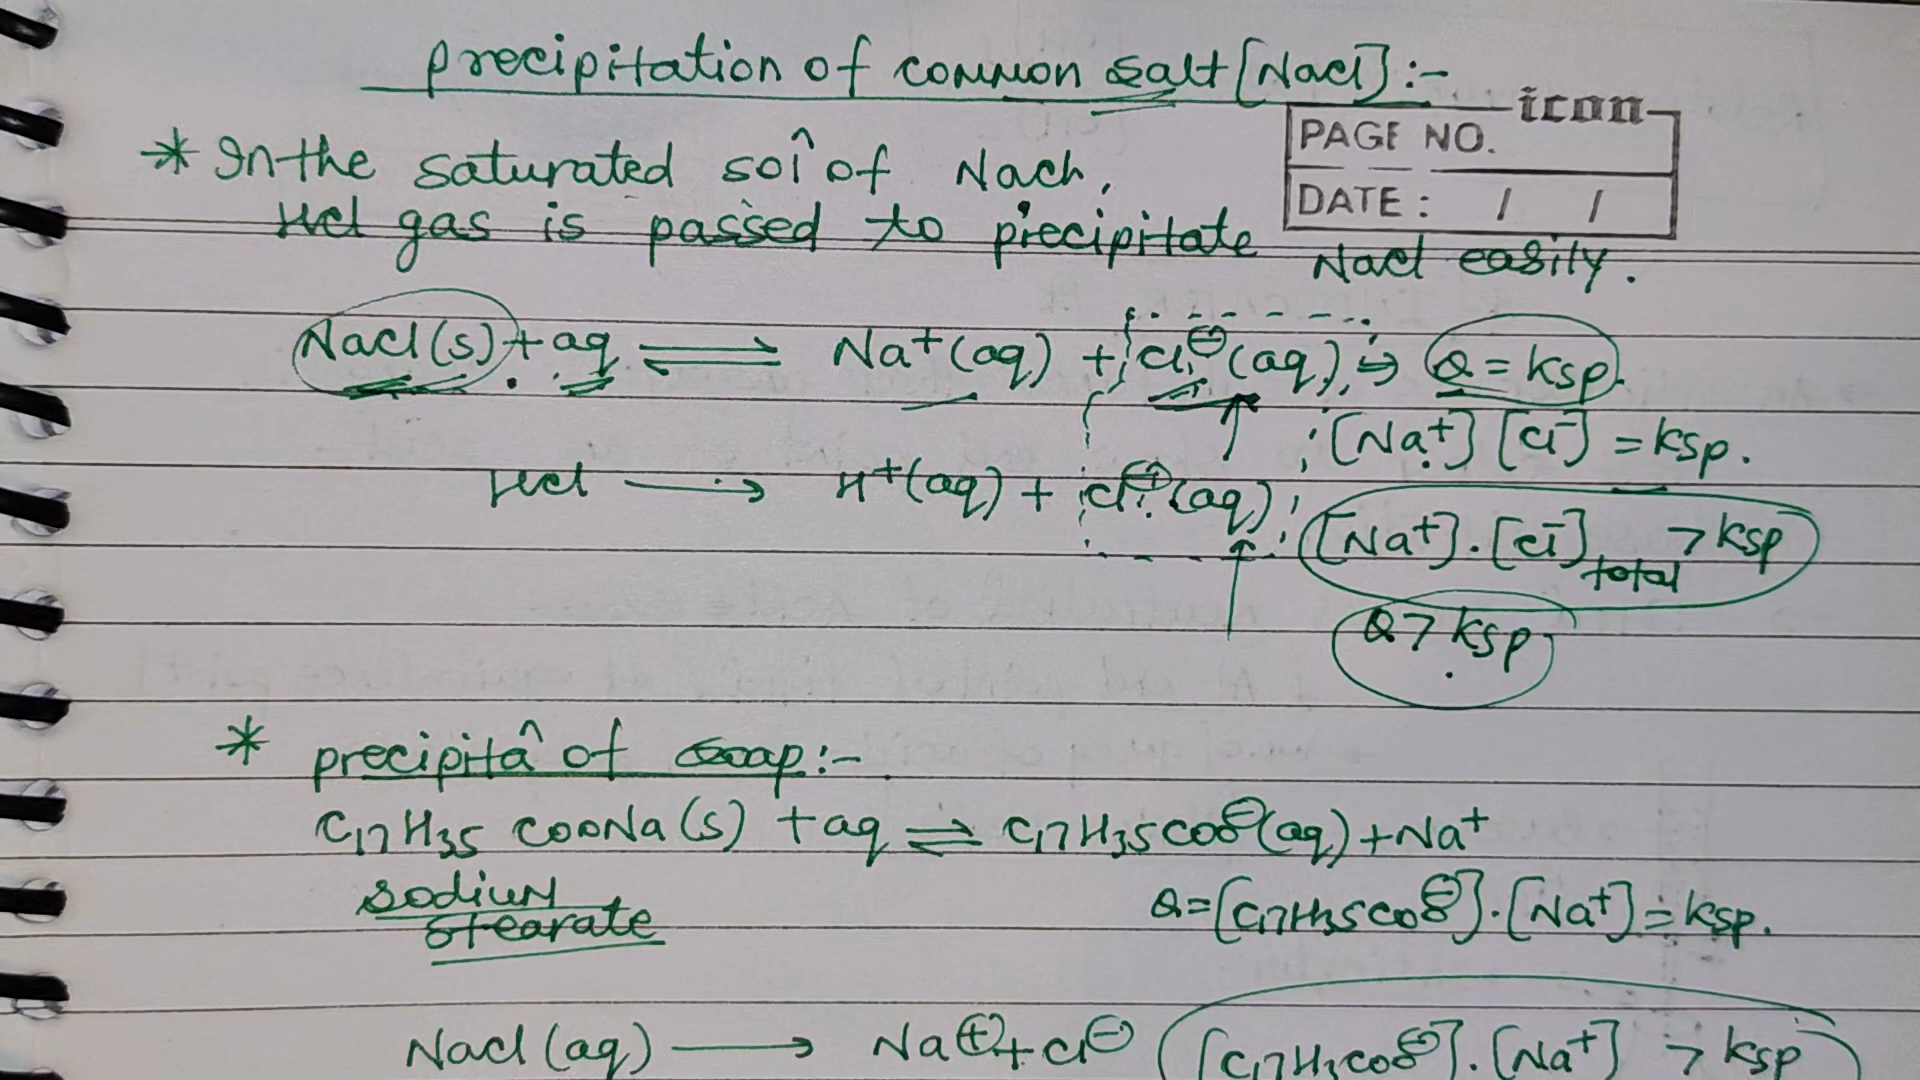 precipitation of common salt [NaCl] :-
icon
PAGE NO.
DATE : / /
* In the saturated sol^ of NaCl,
HCl gas is passed to precipitate NaCl easily.
NaCl(s) + aq ⇌ Na+(aq) + Cl⊖(aq), ⇒ Q = Ksp.
; [Na+] [Cl-] = Ksp.
HCl → H+(aq) + Cl⊖(aq)
[Na+] . [Cl-]total > Ksp
Q > Ksp
* precipita^ of soap :-
C17H35 COONa(s) + aq ⇌ C17H35COO⊖(aq) + Na+
sodium
stearate
Q = [C17H35COO⊖] . [Na+] = Ksp.
NaCl (aq) → Na⊕ + Cl⊖ [C17H3COO⊖] . [Na+] > Ksp